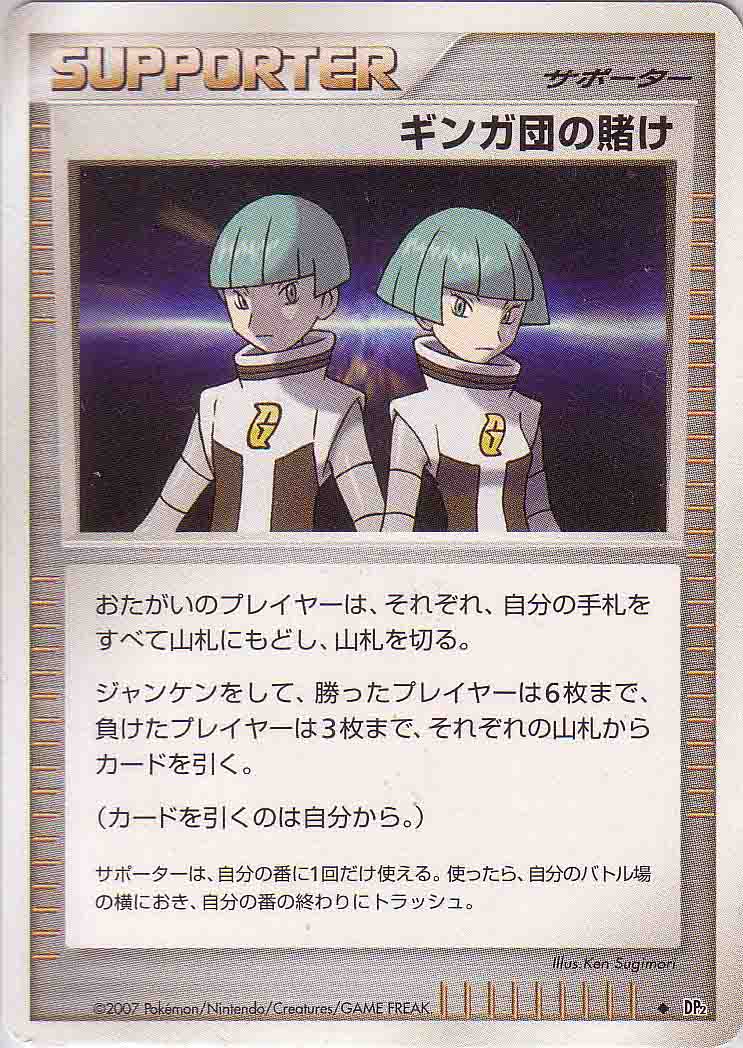 SUPPORTER
サポーター
ギンガ団の賭け
G
G
おたがいのプレイヤーは、それぞれ、自分の手札を
すべて山札にもどし、山札を切る。
ジャンケンをして、勝ったプレイヤーは6枚まで、
負けたプレイヤーは3枚まで、それぞれの山札から
カードを引く。
(カードを引くのは自分から。)
サポーターは、自分の番に1回だけ使える。使ったら、自分のバトル場
の横におき、自分の番の終わりにトラッシュ。
Illus.Ken Sugimori
©2007 Pokémon/Nintendo/Creatures/GAME FREAK.
◆ DP2